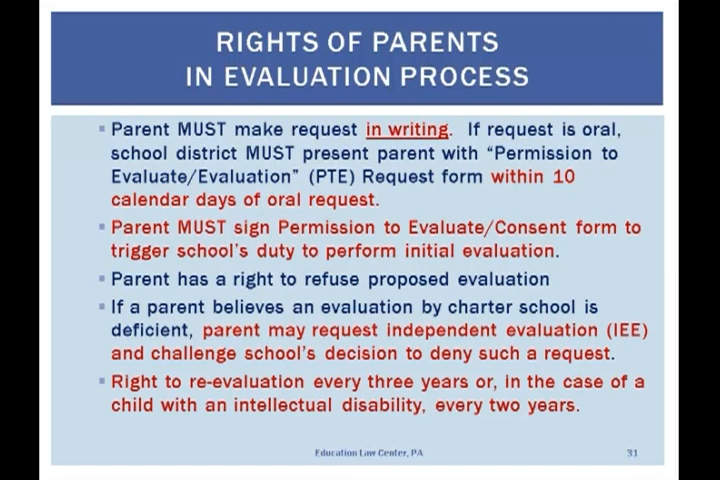 RIGHTS OF PARENTS
IN EVALUATION PROCESS
▪ Parent MUST make request in writing. If request is oral,
school district MUST present parent with “Permission to
Evaluate/Evaluation” (PTE) Request form within 10
calendar days of oral request.
▪ Parent MUST sign Permission to Evaluate/Consent form to
trigger school’s duty to perform initial evaluation.
▪ Parent has a right to refuse proposed evaluation
▪ If a parent believes an evaluation by charter school is
deficient, parent may request independent evaluation (IEE)
and challenge school’s decision to deny such a request.
▪ Right to re-evaluation every three years or, in the case of a
child with an intellectual disability, every two years.
Education Law Center, PA
31